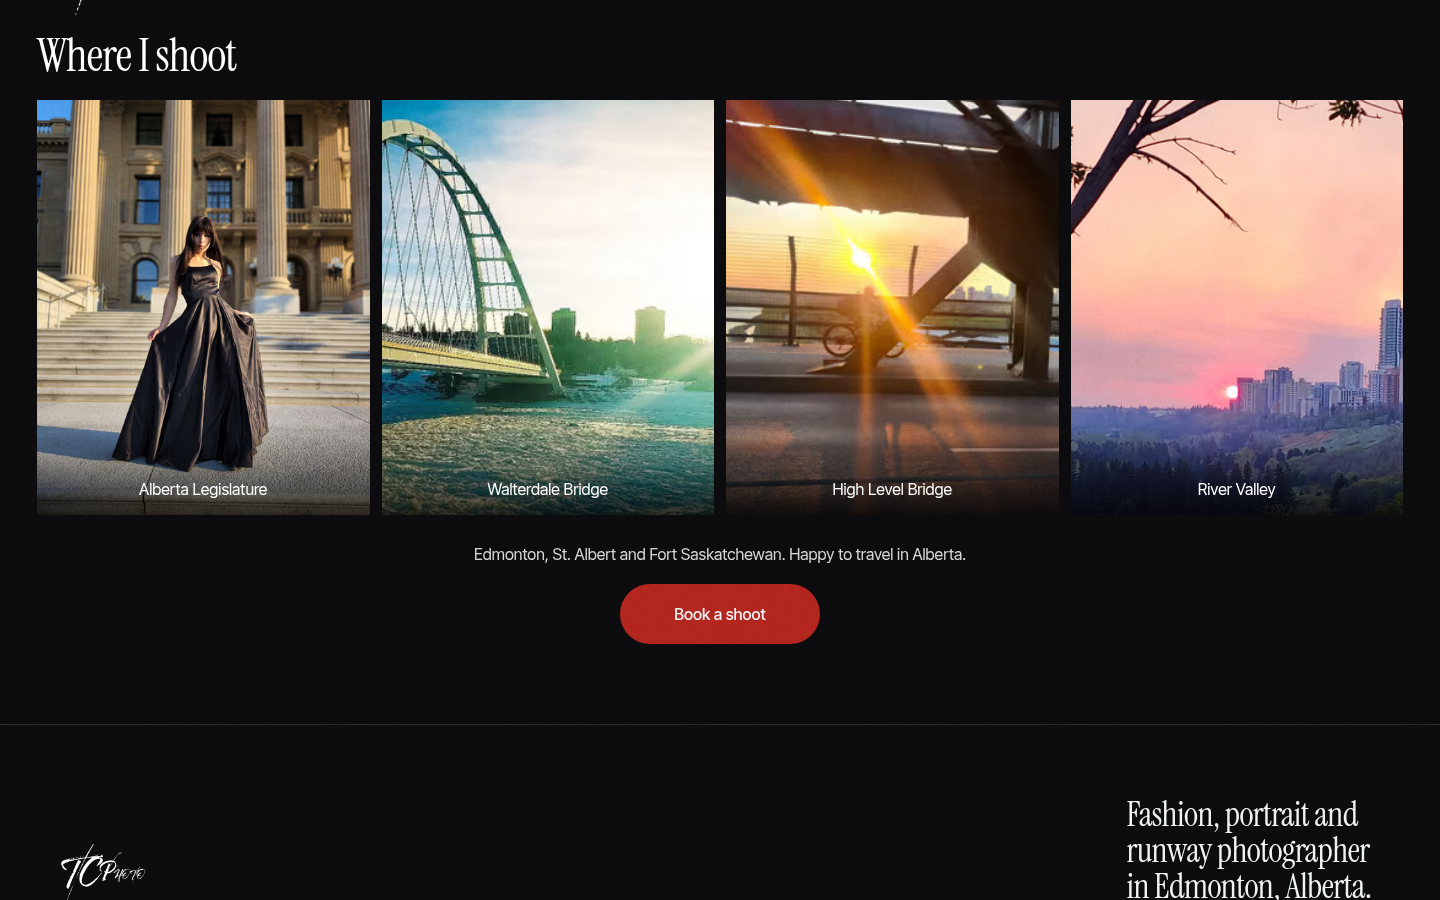 Where I shoot
Alberta Legislature
Walterdale Bridge
High Level Bridge
River Valley
Edmonton, St. Albert and Fort Saskatchewan. Happy to travel in Alberta.
Book a shoot
Fashion, portrait and
runway photographer
in Edmonton, Alberta.
TCPhoto